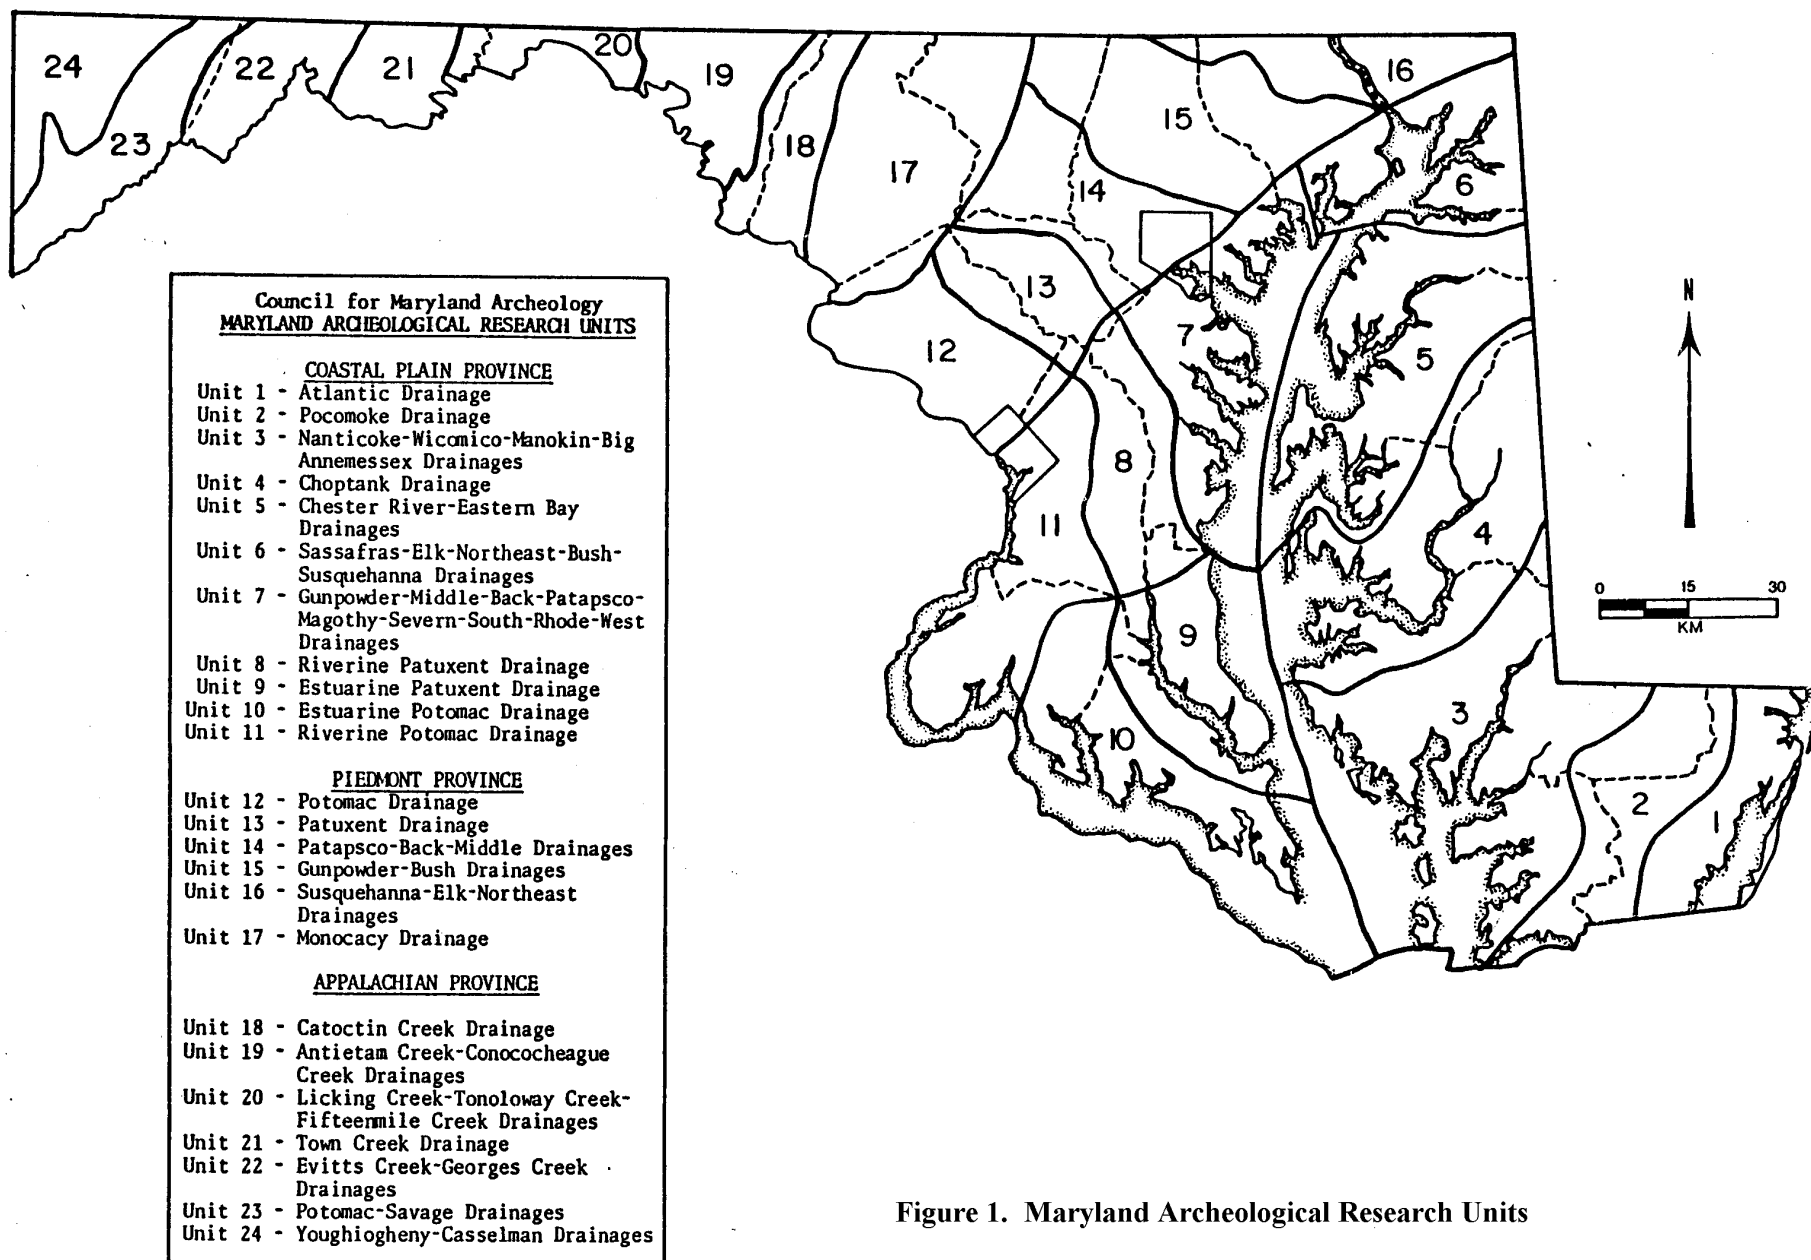 24
23
22
21
20
19
18
17
16
15
14
13
12
11
10
9
8
7
6
5
4
3
2
1
N
0 15 30
KM
Council for Maryland Archeology
MARYLAND ARCHEOLOGICAL RESEARCH UNITS
COASTAL PLAIN PROVINCE
Unit 1 - Atlantic Drainage
Unit 2 - Pocomoke Drainage
Unit 3 - Nanticoke-Wicomico-Manokin-Big
Annemessex Drainages
Unit 4 - Choptank Drainage
Unit 5 - Chester River-Eastern Bay
Drainages
Unit 6 - Sassafras-Elk-Northeast-Bush-
Susquehanna Drainages
Unit 7 - Gunpowder-Middle-Back-Patapsco-
Magothy-Severn-South-Rhode-West
Drainages
Unit 8 - Riverine Patuxent Drainage
Unit 9 - Estuarine Patuxent Drainage
Unit 10 - Estuarine Potomac Drainage
Unit 11 - Riverine Potomac Drainage
PIEDMONT PROVINCE
Unit 12 - Potomac Drainage
Unit 13 - Patuxent Drainage
Unit 14 - Patapsco-Back-Middle Drainages
Unit 15 - Gunpowder-Bush Drainages
Unit 16 - Susquehanna-Elk-Northeast
Drainages
Unit 17 - Monocacy Drainage
APPALACHIAN PROVINCE
Unit 18 - Catoctin Creek Drainage
Unit 19 - Antietam Creek-Conococheague
Creek Drainages
Unit 20 - Licking Creek-Tonoloway Creek-
Fifteenmile Creek Drainages
Unit 21 - Town Creek Drainage
Unit 22 - Evitts Creek-Georges Creek
Drainages
Unit 23 - Potomac-Savage Drainages
Unit 24 - Youghiogheny-Casselman Drainages
Figure 1. Maryland Archeological Research Units